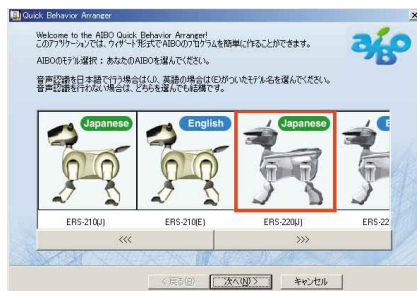 Quick Behavior Arranger
Welcome to the AIBO Quick Behavior Arranger!
このアプリケーションでは、ウィザード形式でAIBOのプログラムを簡単に作ることができます。
aibo
AIBOのモデル選択：あなたのAIBOを選んでください。
音声認識を日本語で行う場合は(J)、英語の場合は(E)がついたモデル名を選んでください。
音声認識を行わない場合は、どちらを選んでも結構です。
Japanese
English
Japanese
E
ERS-210(J)
ERS-210(E)
ERS-220(J)
ERS-22
<<<
>>>
< 戻る(B)
次へ(N) >
キャンセル